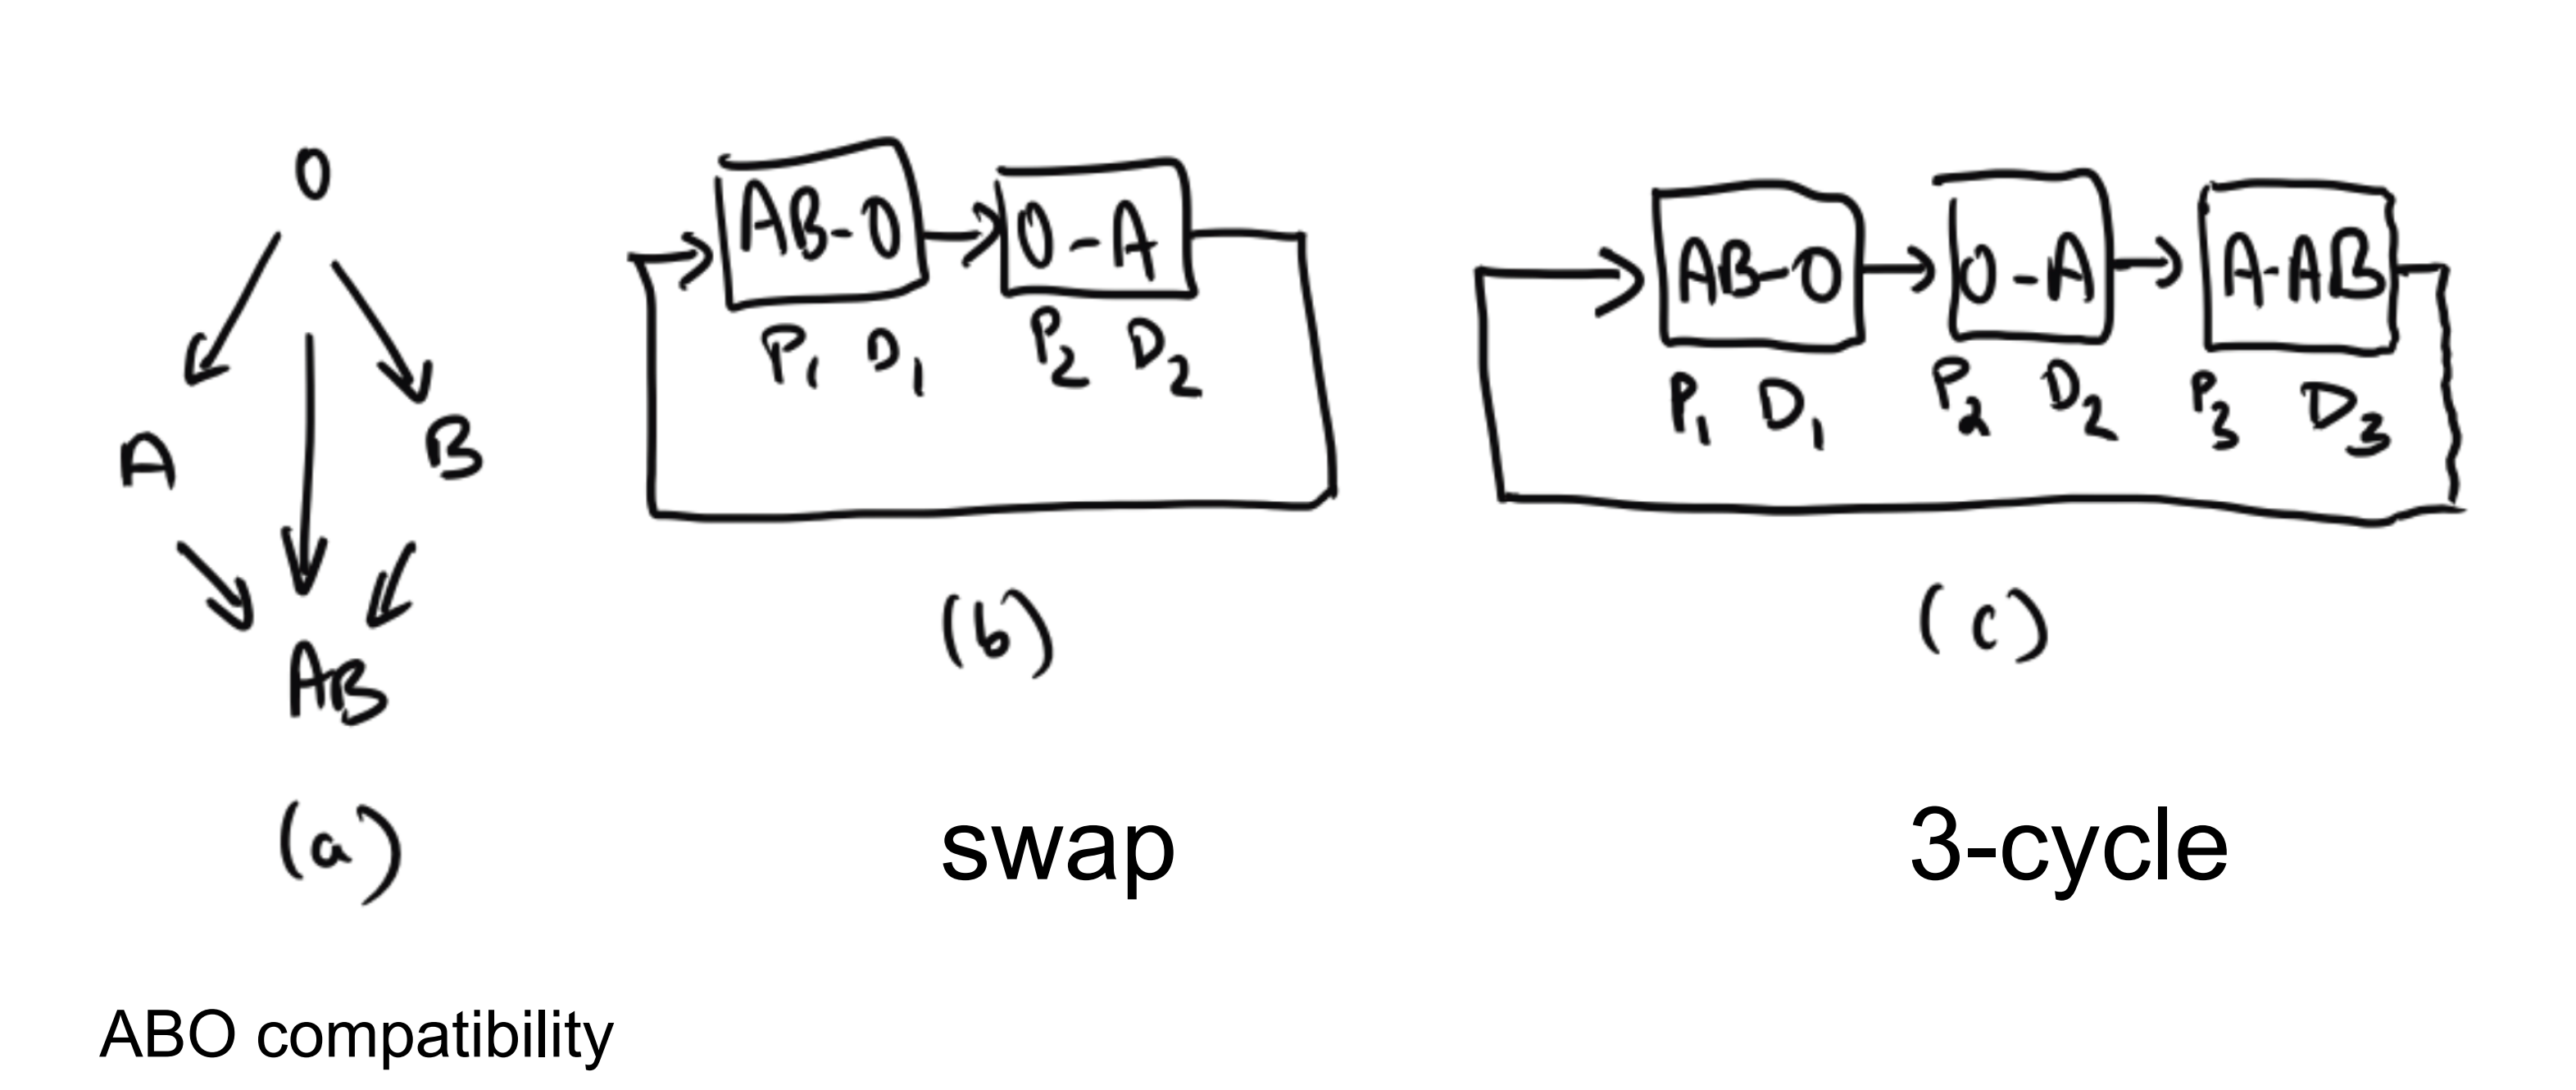 O
A
B
AB
(a)
ABO compatibility
AB-O
O-A
P1 D1
P2 D2
(b)
swap
AB-O
O-A
A-AB
P1 D1
P2 D2
P3 D3
(c)
3-cycle